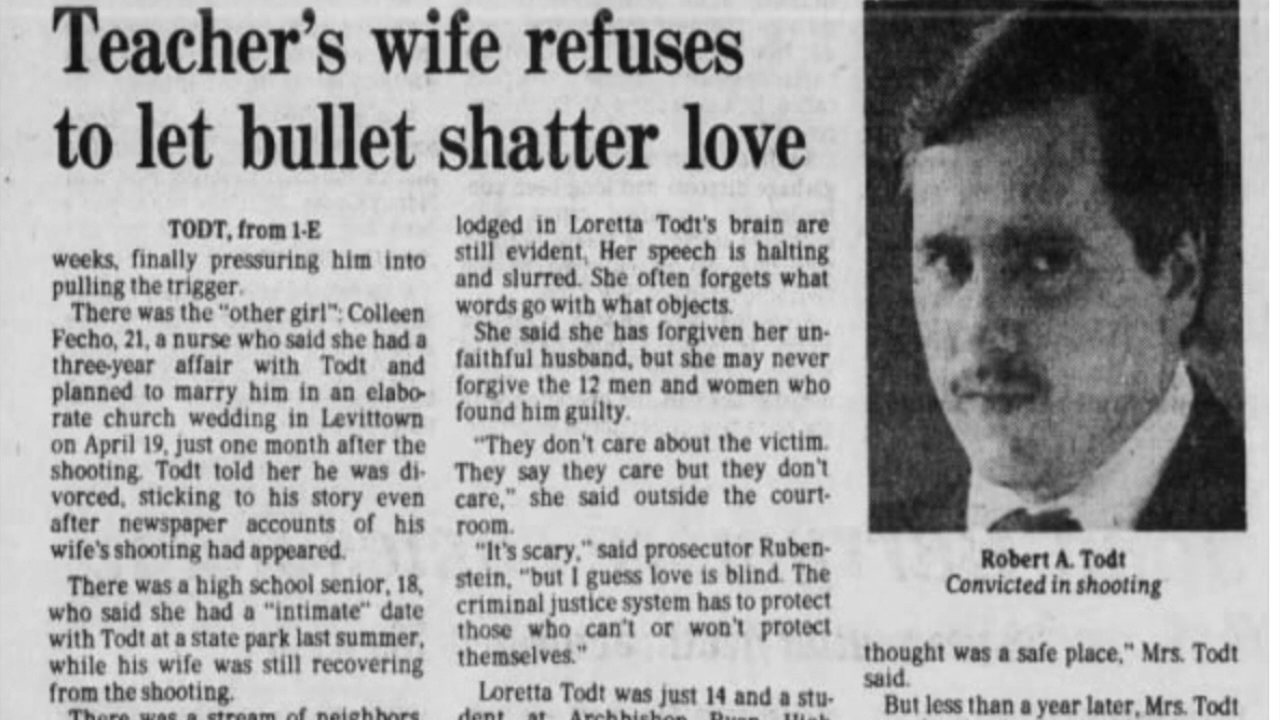 Teacher's wife refuses
to let bullet shatter love
TODT, from 1-E
weeks, finally pressuring him into
pulling the trigger.
There was the "other girl": Colleen
Fecho, 21, a nurse who said she had a
three-year affair with Todt and
planned to marry him in an elabo-
rate church wedding in Levittown
on April 19, just one month after the
shooting. Todt told her he was di-
vorced, sticking to his story even
after newspaper accounts of his
wife's shooting had appeared.
There was a high school senior, 18,
who said she had a "intimate" date
with Todt at a state park last summer,
while his wife was still recovering
from the shooting.
There was a stream of neighbors,
lodged in Loretta Todt's brain are
still evident. Her speech is halting
and slurred. She often forgets what
words go with what objects.
She said she has forgiven her un-
faithful husband, but she may never
forgive the 12 men and women who
found him guilty.
"They don't care about the victim.
They say they care but they don't
care," she said outside the court-
room.
"It's scary," said prosecutor Ruben-
stein, "but I guess love is blind. The
criminal justice system has to protect
those who can't or won't protect
themselves."
Loretta Todt was just 14 and a stu-
dent at Archbishop Ryan High
Robert A. Todt
Convicted in shooting
thought was a safe place," Mrs. Todt
said.
But less than a year later, Mrs. Todt